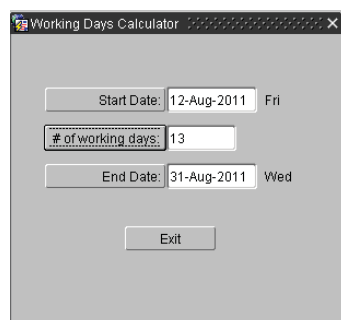 Working Days Calculator
Start Date: 12-Aug-2011 Fri
# of working days: 13
End Date: 31-Aug-2011 Wed
Exit